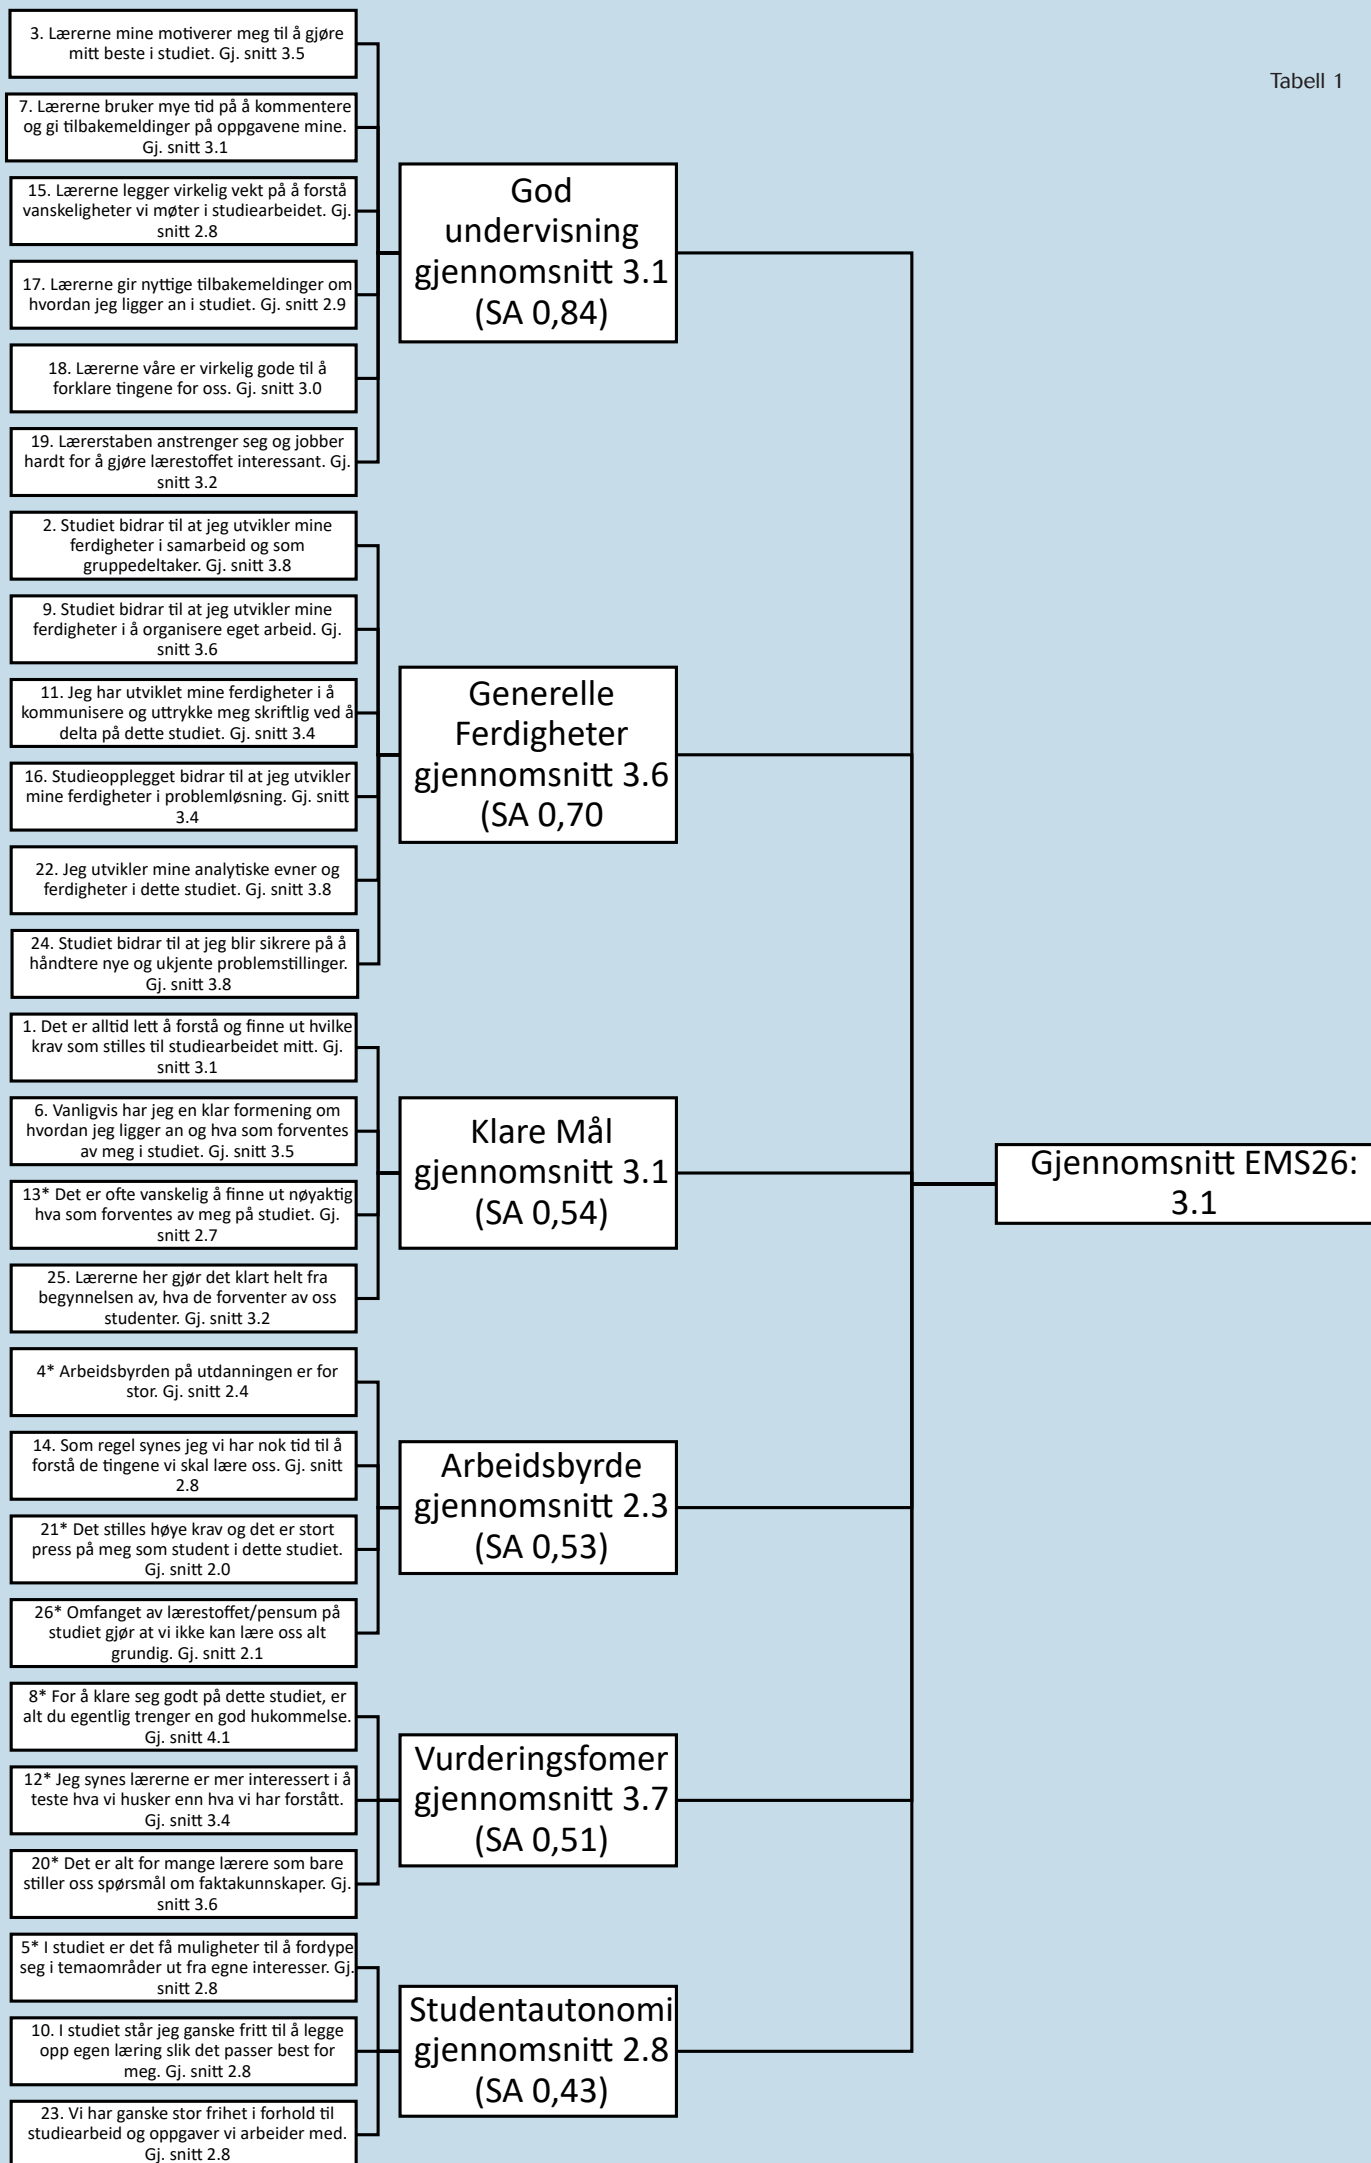 Tabell 1
3. Lærerne mine motiverer meg til å gjøre
mitt beste i studiet. Gj. snitt 3.5
7. Lærerne bruker mye tid på å kommentere
og gi tilbakemeldinger på oppgavene mine.
Gj. snitt 3.1
15. Lærerne legger virkelig vekt på å forstå
vanskeligheter vi møter i studiearbeidet. Gj.
snitt 2.8
17. Lærerne gir nyttige tilbakemeldinger om
hvordan jeg ligger an i studiet. Gj. snitt 2.9
18. Lærerne våre er virkelig gode til å
forklare tingene for oss. Gj. snitt 3.0
19. Lærerstaben anstrenger seg og jobber
hardt for å gjøre lærestoffet interessant. Gj.
snitt 3.2
God
undervisning
gjennomsnitt 3.1
(SA 0,84)
2. Studiet bidrar til at jeg utvikler mine
ferdigheter i samarbeid og som
gruppedeltaker. Gj. snitt 3.8
9. Studiet bidrar til at jeg utvikler mine
ferdigheter i å organisere eget arbeid. Gj.
snitt 3.6
11. Jeg har utviklet mine ferdigheter i å
kommunisere og uttrykke meg skriftlig ved å
delta på dette studiet. Gj. snitt 3.4
16. Studieopplegget bidrar til at jeg utvikler
mine ferdigheter i problemløsning. Gj. snitt
3.4
22. Jeg utvikler mine analytiske evner og
ferdigheter i dette studiet. Gj. snitt 3.8
24. Studiet bidrar til at jeg blir sikrere på å
håndtere nye og ukjente problemstillinger.
Gj. snitt 3.8
Generelle
Ferdigheter
gjennomsnitt 3.6
(SA 0,70
1. Det er alltid lett å forstå og finne ut hvilke
krav som stilles til studiearbeidet mitt. Gj.
snitt 3.1
6. Vanligvis har jeg en klar formening om
hvordan jeg ligger an og hva som forventes
av meg i studiet. Gj. snitt 3.5
13* Det er ofte vanskelig å finne ut nøyaktig
hva som forventes av meg på studiet. Gj.
snitt 2.7
25. Lærerne her gjør det klart helt fra
begynnelsen av, hva de forventer av oss
studenter. Gj. snitt 3.2
Klare Mål
gjennomsnitt 3.1
(SA 0,54)
Gjennomsnitt EMS26:
3.1
4* Arbeidsbyrden på utdanningen er for
stor. Gj. snitt 2.4
14. Som regel synes jeg vi har nok tid til å
forstå de tingene vi skal lære oss. Gj. snitt
2.8
21* Det stilles høye krav og det er stort
press på meg som student i dette studiet.
Gj. snitt 2.0
26* Omfanget av lærestoffet/pensum på
studiet gjør at vi ikke kan lære oss alt
grundig. Gj. snitt 2.1
Arbeidsbyrde
gjennomsnitt 2.3
(SA 0,53)
8* For å klare seg godt på dette studiet, er
alt du egentlig trenger en god hukommelse.
Gj. snitt 4.1
12* Jeg synes lærerne er mer interessert i å
teste hva vi husker enn hva vi har forstått.
Gj. snitt 3.4
20* Det er alt for mange lærere som bare
stiller oss spørsmål om faktakunnskaper. Gj.
snitt 3.6
Vurderingsfomer
gjennomsnitt 3.7
(SA 0,51)
5* I studiet er det få muligheter til å fordype
seg i temaområder ut fra egne interesser. Gj.
snitt 2.8
10. I studiet står jeg ganske fritt til å legge
opp egen læring slik det passer best for
meg. Gj. snitt 2.8
23. Vi har ganske stor frihet i forhold til
studiearbeid og oppgaver vi arbeider med.
Gj. snitt 2.8
Studentautonomi
gjennomsnitt 2.8
(SA 0,43)